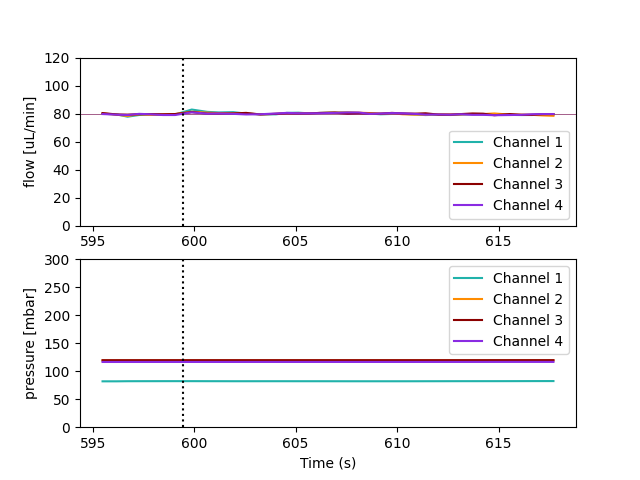 120
100
80
60
40
20
0
flow [uL/min]
Channel 1
Channel 2
Channel 3
Channel 4
595 600 605 610 615
300
250
200
150
100
50
0
pressure [mbar]
Channel 1
Channel 2
Channel 3
Channel 4
595 600 605 610 615
Time (s)